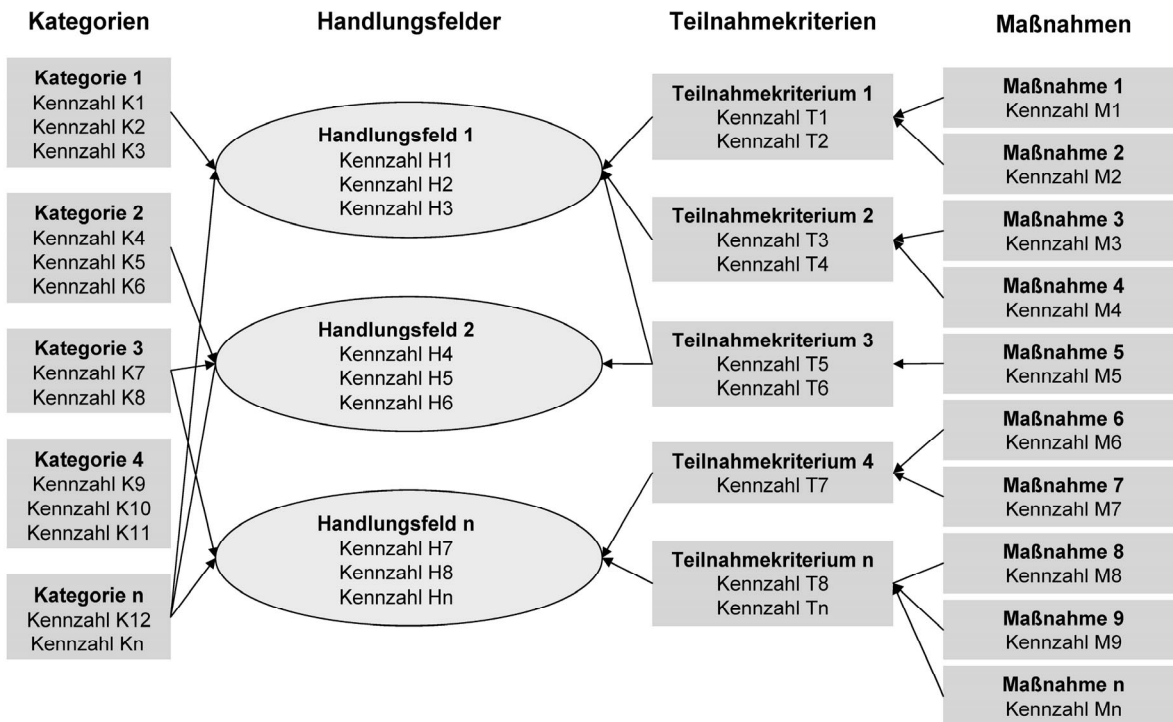 Kategorien
Handlungsfelder
Teilnahmekriterien
Maßnahmen
Kategorie 1
Kennzahl K1
Kennzahl K2
Kennzahl K3
Kategorie 2
Kennzahl K4
Kennzahl K5
Kennzahl K6
Kategorie 3
Kennzahl K7
Kennzahl K8
Kategorie 4
Kennzahl K9
Kennzahl K10
Kennzahl K11
Kategorie n
Kennzahl K12
Kennzahl Kn
Handlungsfeld 1
Kennzahl H1
Kennzahl H2
Kennzahl H3
Handlungsfeld 2
Kennzahl H4
Kennzahl H5
Kennzahl H6
Handlungsfeld n
Kennzahl H7
Kennzahl H8
Kennzahl Hn
Teilnahmekriterium 1
Kennzahl T1
Kennzahl T2
Teilnahmekriterium 2
Kennzahl T3
Kennzahl T4
Teilnahmekriterium 3
Kennzahl T5
Kennzahl T6
Teilnahmekriterium 4
Kennzahl T7
Teilnahmekriterium n
Kennzahl T8
Kennzahl Tn
Maßnahme 1
Kennzahl M1
Maßnahme 2
Kennzahl M2
Maßnahme 3
Kennzahl M3
Maßnahme 4
Kennzahl M4
Maßnahme 5
Kennzahl M5
Maßnahme 6
Kennzahl M6
Maßnahme 7
Kennzahl M7
Maßnahme 8
Kennzahl M8
Maßnahme 9
Kennzahl M9
Maßnahme n
Kennzahl Mn